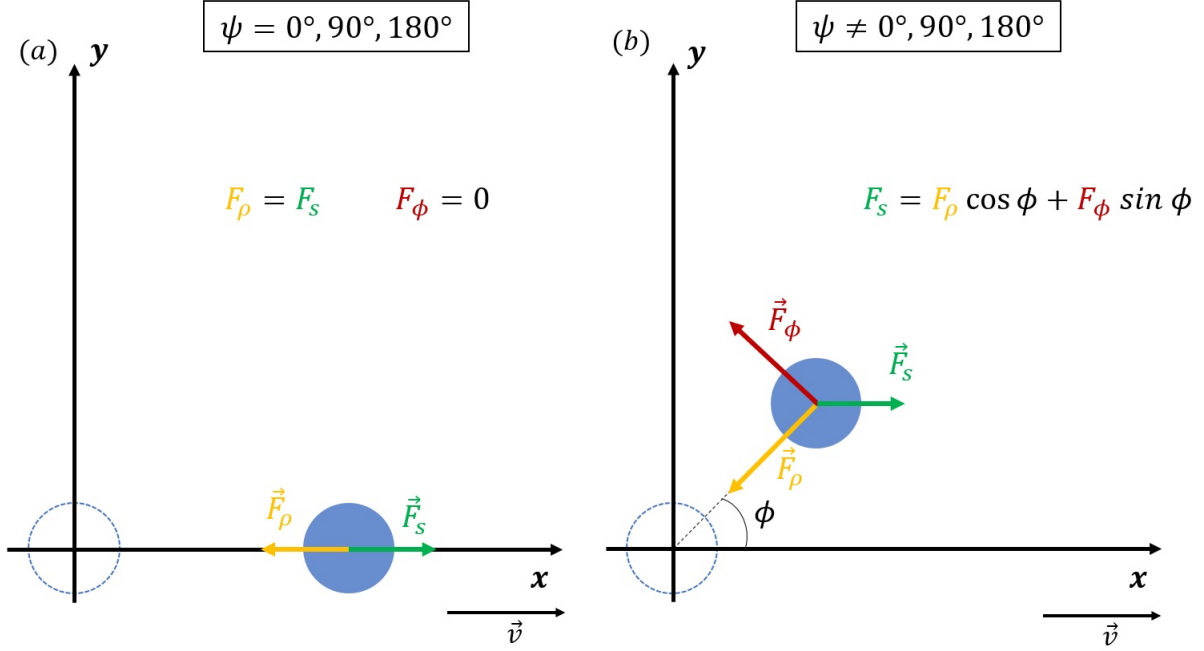 ψ = 0°, 90°, 180°
(a)
y
F_ρ = F_s
F_ϕ = 0
F⃗_ρ
F⃗_s
x
v⃗
ψ ≠ 0°, 90°, 180°
(b)
y
F_s = F_ρ cos ϕ + F_ϕ sin ϕ
F⃗_ϕ
F⃗_s
F⃗_ρ
ϕ
x
v⃗